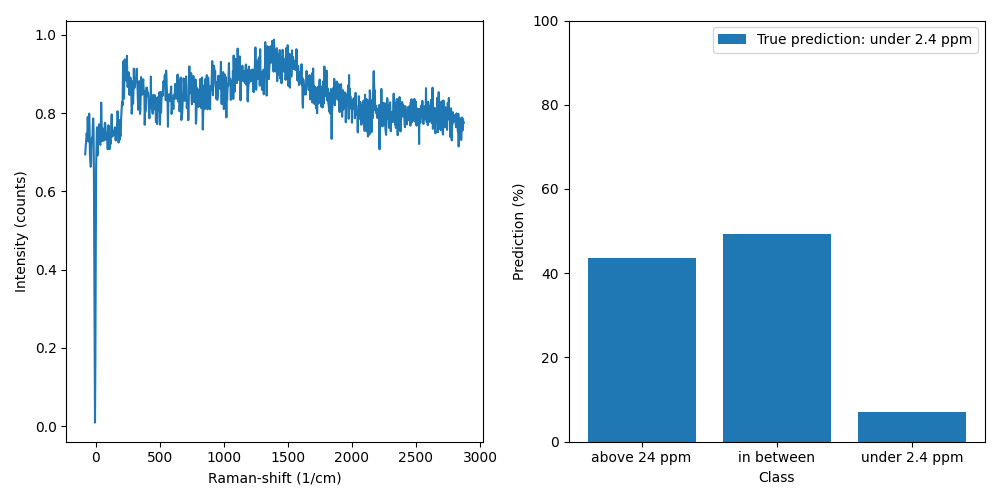 1.0
0.8
0.6
0.4
0.2
0.0
0 500 1000 1500 2000 2500 3000
Raman-shift (1/cm)
Intensity (counts)
100
80
60
40
20
0
above 24 ppm in between under 2.4 ppm
Class
Prediction (%)
True prediction: under 2.4 ppm